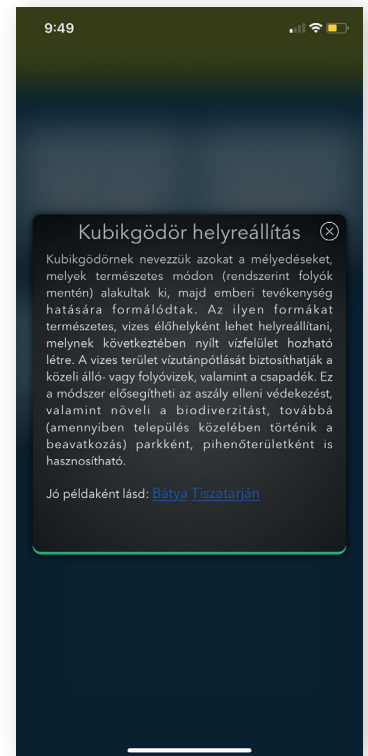 9:49
Kubikgödör helyreállítás
Kubikgödörnek nevezzük azokat a mélyedéseket,
melyek természetes módon (rendszerint folyók
mentén) alakultak ki, majd emberi tevékenység
hatására formálódtak. Az ilyen formákat
természetes, vizes élőhelyként lehet helyreállítani,
melynek következtében nyílt vízfelület hozható
létre. A vizes terület vízutánpótlását biztosíthatják a
közeli álló- vagy folyóvizek, valamint a csapadék. Ez
a módszer elősegítheti az aszály elleni védekezést,
valamint növeli a biodiverzitást, továbbá
(amennyiben település közelében történik a
beavatkozás) parkként, pihenőterületként is
hasznosítható.
Jó példaként lásd: Bátya Tiszatarján